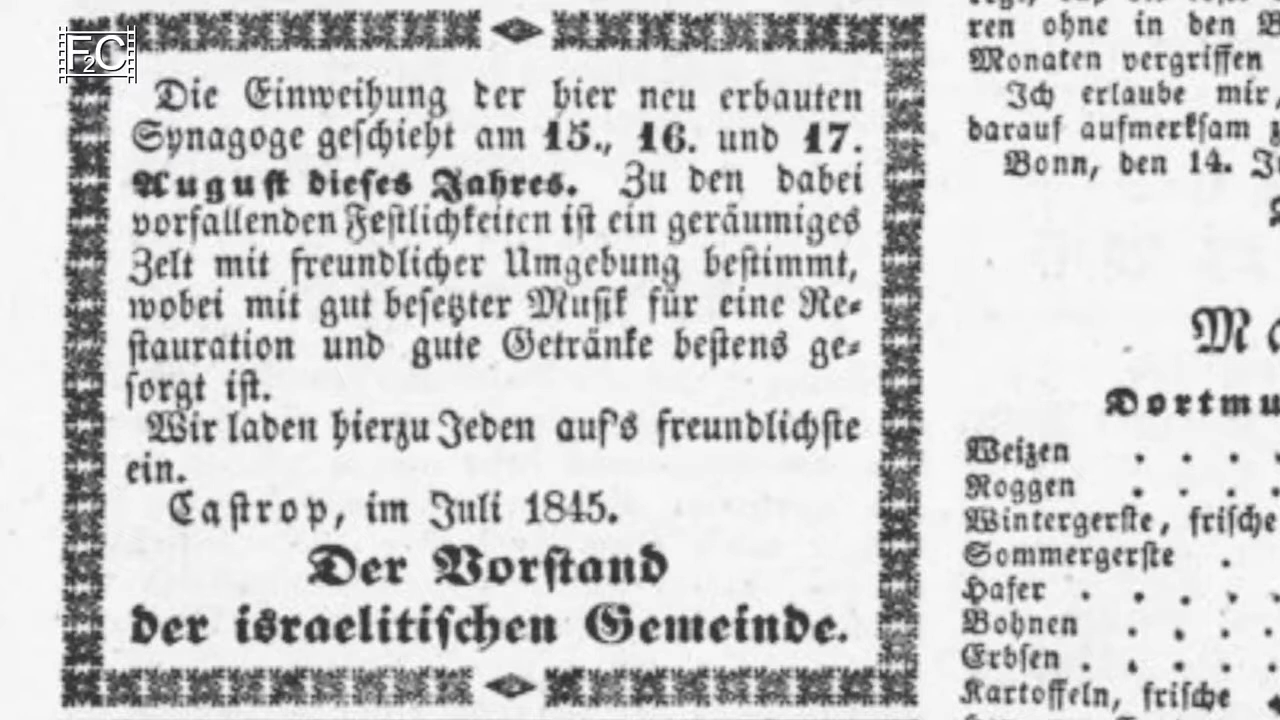 F2C
Die Einweihung der hier neu erbauten
Synagoge geschieht am 15., 16. und 17.
August dieses Jahres. Zu den dabei
vorfallenden Festlichkeiten ist ein geräumiges
Zelt mit freundlicher Umgebung bestimmt,
wobei mit gut besetzter Musik für eine Re-
stauration und gute Getränke bestens ge-
sorgt ist.
Wir laden hierzu Jeden auf's freundlichste
ein.
Castrop, im Juli 1845.
Der Vorstand
der israelitischen Gemeinde.
ren ohne in den
Monaten vergriffen
Ich erlaube mir,
darauf aufmerksam
Bonn, den 14.
Dortmu
Weizen . . . .
Roggen . . . .
Wintergerste, frische
Sommergerste .
Hafer . . . .
Bohnen . . . .
Erbsen . . . . .
Kartoffeln, frische